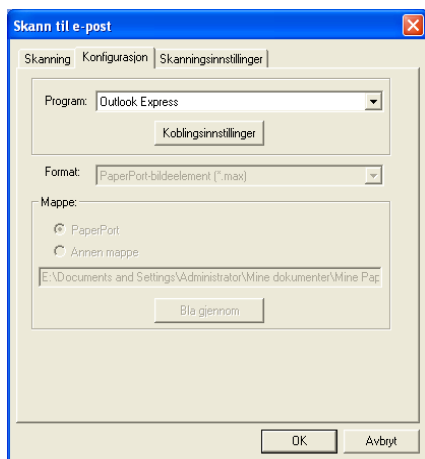 Skann til e-post
Skanning Konfigurasjon Skanningsinnstillinger
Program: Outlook Express
Koblingsinnstillinger
Format: PaperPort-bildeelement (*.max)
Mappe:
PaperPort
Annen mappe
E:\Documents and Settings\Administrator\Mine dokumenter\Mine Pap
Bla gjennom
OK Avbryt